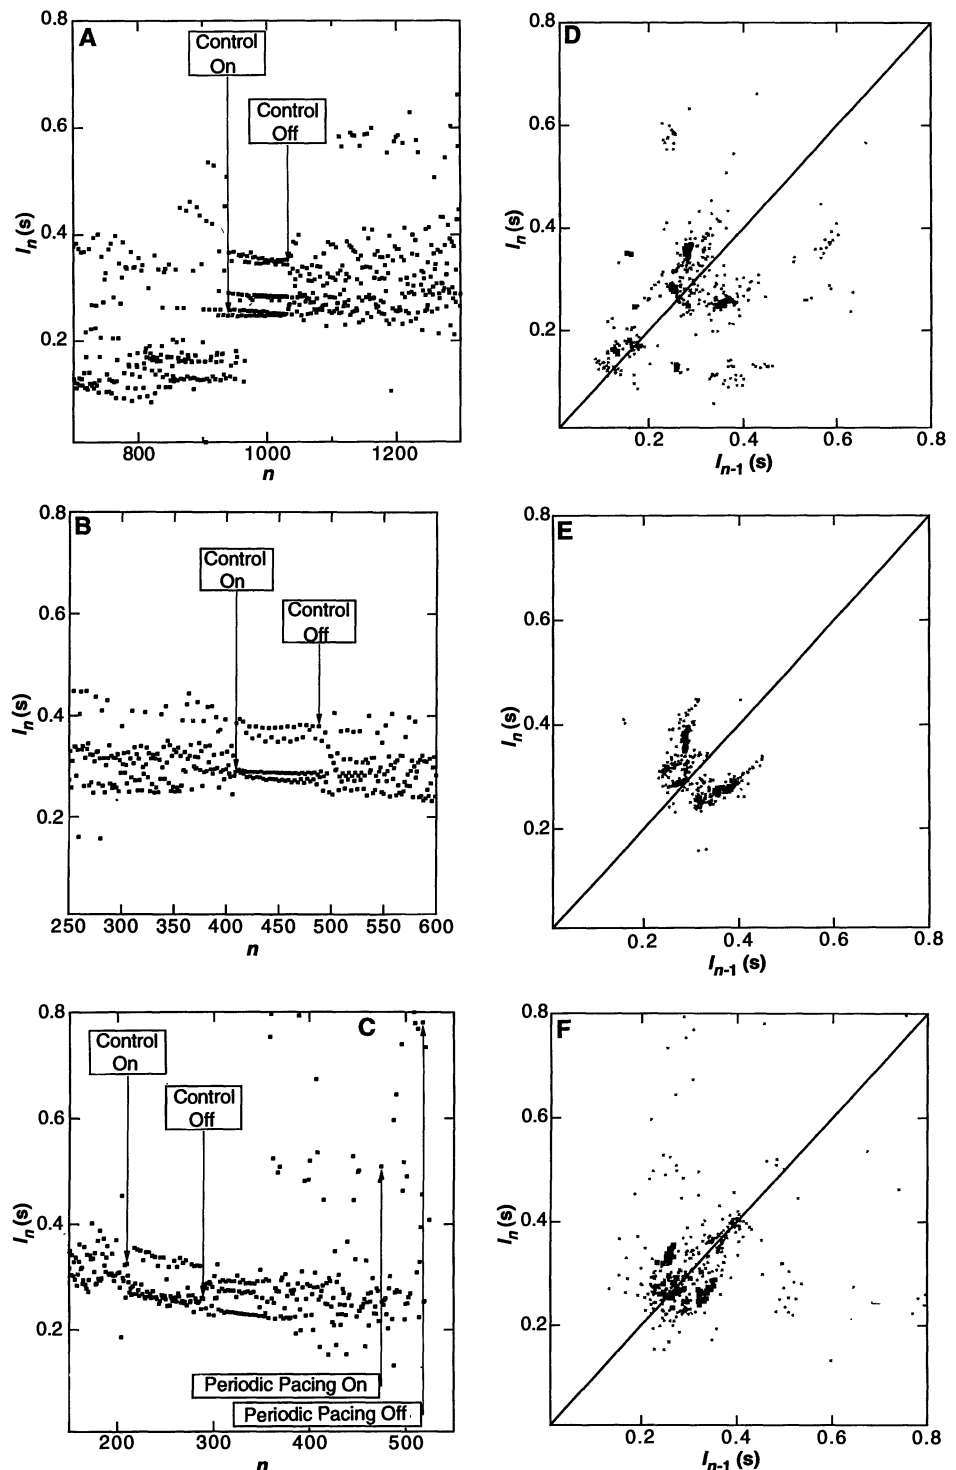 A
0.8
0.6
0.4
0.2
Iₙ (s)
Control
On
Control
Off
800
1000
1200
n
D
0.8
0.6
0.4
0.2
Iₙ (s)
0.2
0.4
0.6
0.8
Iₙ₋₁ (s)
B
0.8
0.6
0.4
0.2
Iₙ (s)
Control
On
Control
Off
250 300 350 400 450 500 550 600
n
E
0.8
0.6
0.4
0.2
Iₙ (s)
0.2
0.4
0.6
0.8
Iₙ₋₁ (s)
C
0.8
0.6
0.4
0.2
Iₙ (s)
Control
On
Control
Off
Periodic Pacing On
Periodic Pacing Off
200
300
400
500
n
F
0.8
0.6
0.4
0.2
Iₙ (s)
0.2
0.4
0.6
0.8
Iₙ₋₁ (s)